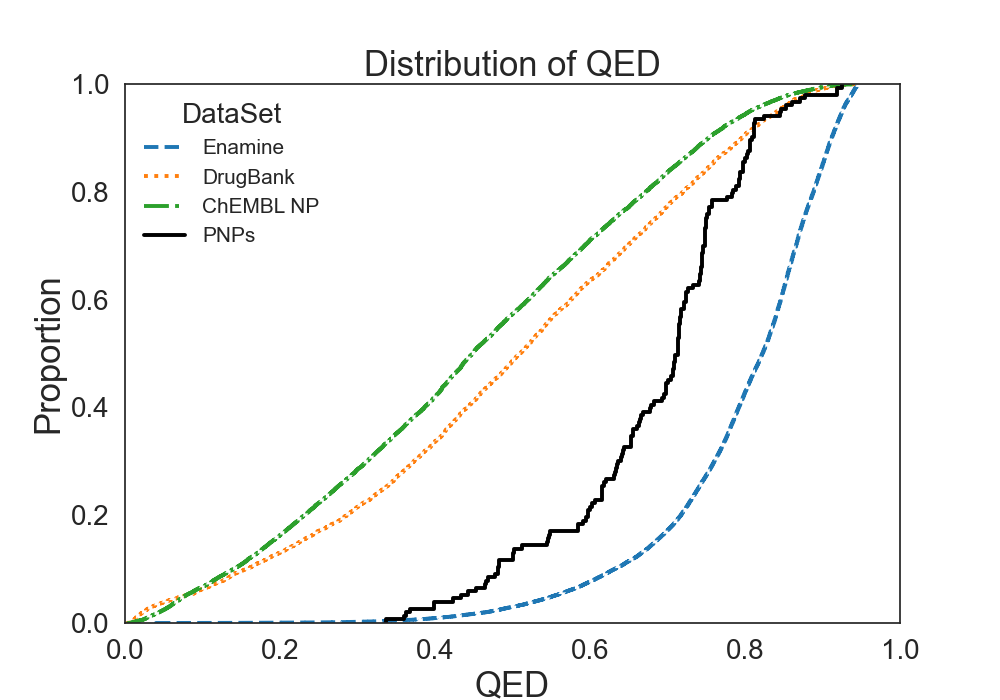 Distribution of QED
DataSet
Enamine
DrugBank
ChEMBL NP
PNPs
Proportion
1.0
0.8
0.6
0.4
0.2
0.0
0.0 0.2 0.4 0.6 0.8 1.0
QED